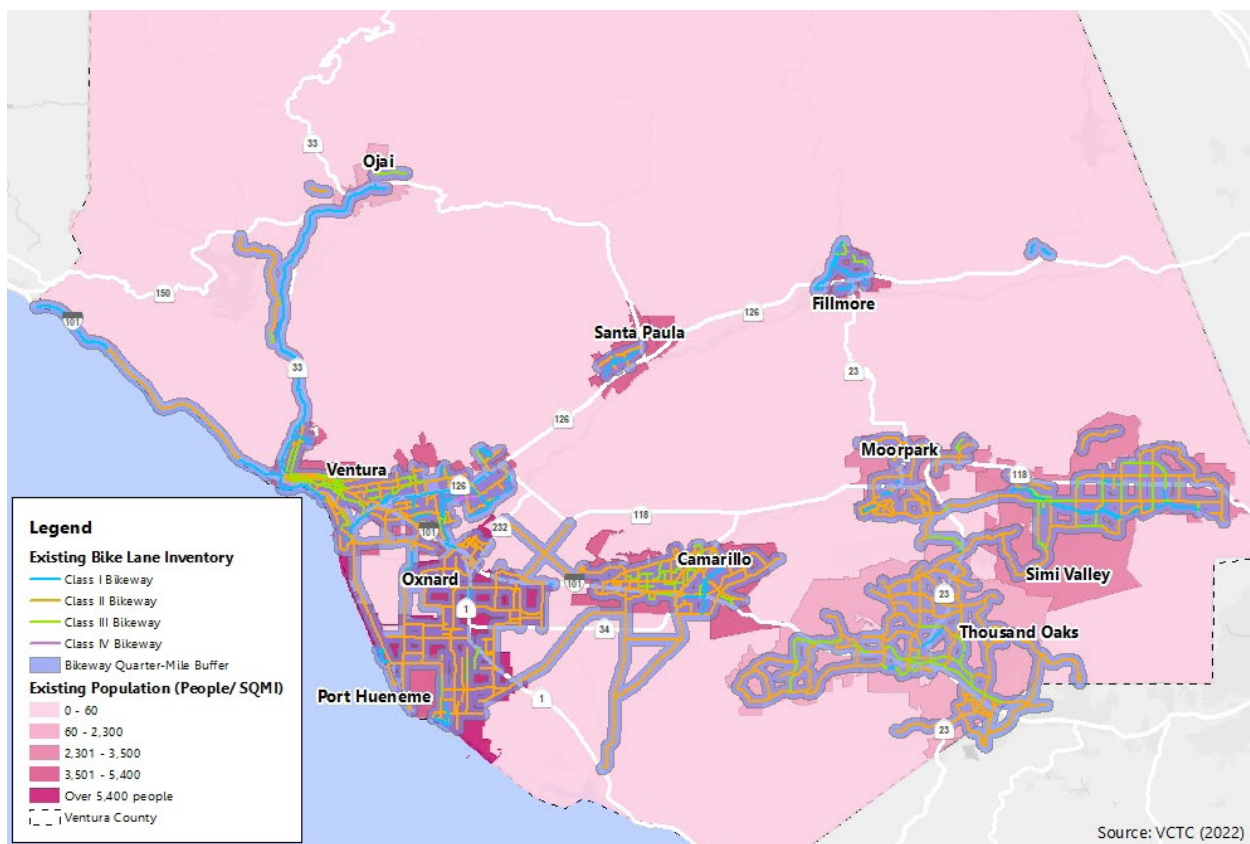 33
Ojai
150
101
Fillmore
Santa Paula
126
33
23
126
Moorpark
Ventura
118
126
101
232
118
Camarillo
Oxnard
101
Simi Valley
23
1
34
Thousand Oaks
Port Hueneme
1
23
Legend
Existing Bike Lane Inventory
Class I Bikeway
Class II Bikeway
Class III Bikeway
Class IV Bikeway
Bikeway Quarter-Mile Buffer
Existing Population (People/ SQMI)
0 - 60
60 - 2,300
2,301 - 3,500
3,501 - 5,400
Over 5,400 people
Ventura County
Source: VCTC (2022)